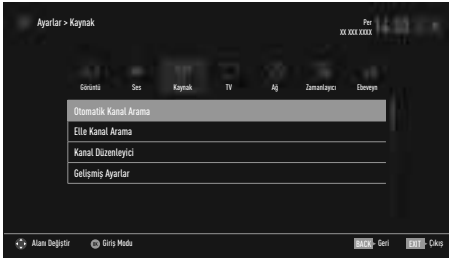 Ayarlar > Kaynak
Per
XX XXX XXXX
Görüntü Ses Kaynak TV Ağ Zamanlayıcı Ebeveyn
Otomatik Kanal Arama
Elle Kanal Arama
Kanal Düzenleyici
Gelişmiş Ayarlar
Alanı Değiştir OK Giriş Modu BACK - Geri EXIT - Çıkış